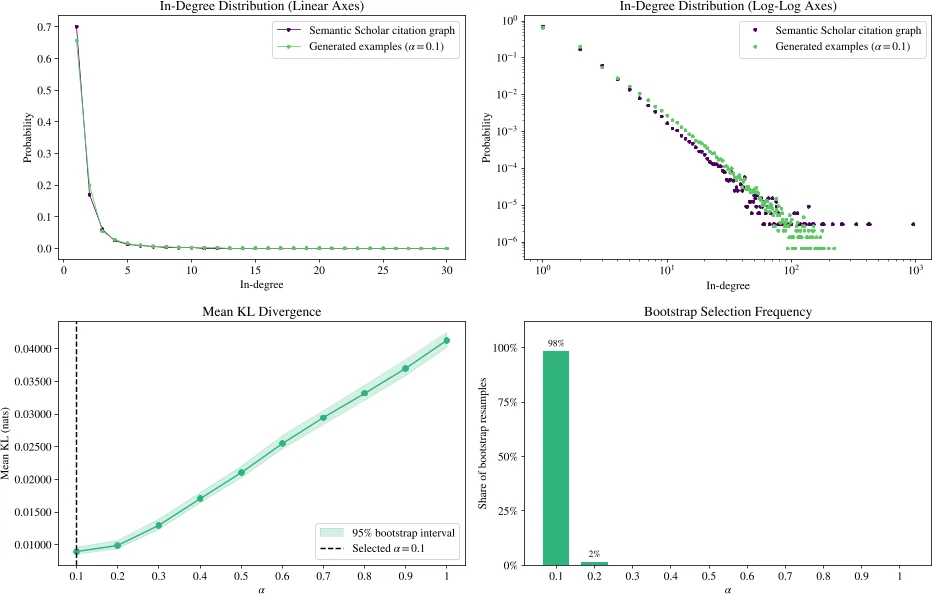 In-Degree Distribution (Linear Axes)
Probability
0.7
0.6
0.5
0.4
0.3
0.2
0.1
0.0
Semantic Scholar citation graph
Generated examples (α = 0.1)
0 5 10 15 20 25 30
In-degree
In-Degree Distribution (Log-Log Axes)
Probability
10⁰
10⁻¹
10⁻²
10⁻³
10⁻⁴
10⁻⁵
10⁻⁶
Semantic Scholar citation graph
Generated examples (α = 0.1)
10⁰ 10¹ 10² 10³
In-degree
Mean KL Divergence
Mean KL (nats)
0.04000
0.03500
0.03000
0.02500
0.02000
0.01500
0.01000
95% bootstrap interval
Selected α = 0.1
0.1 0.2 0.3 0.4 0.5 0.6 0.7 0.8 0.9 1
α
Bootstrap Selection Frequency
Share of bootstrap resamples
100%
75%
50%
25%
0%
98%
2%
0.1 0.2 0.3 0.4 0.5 0.6 0.7 0.8 0.9 1
α